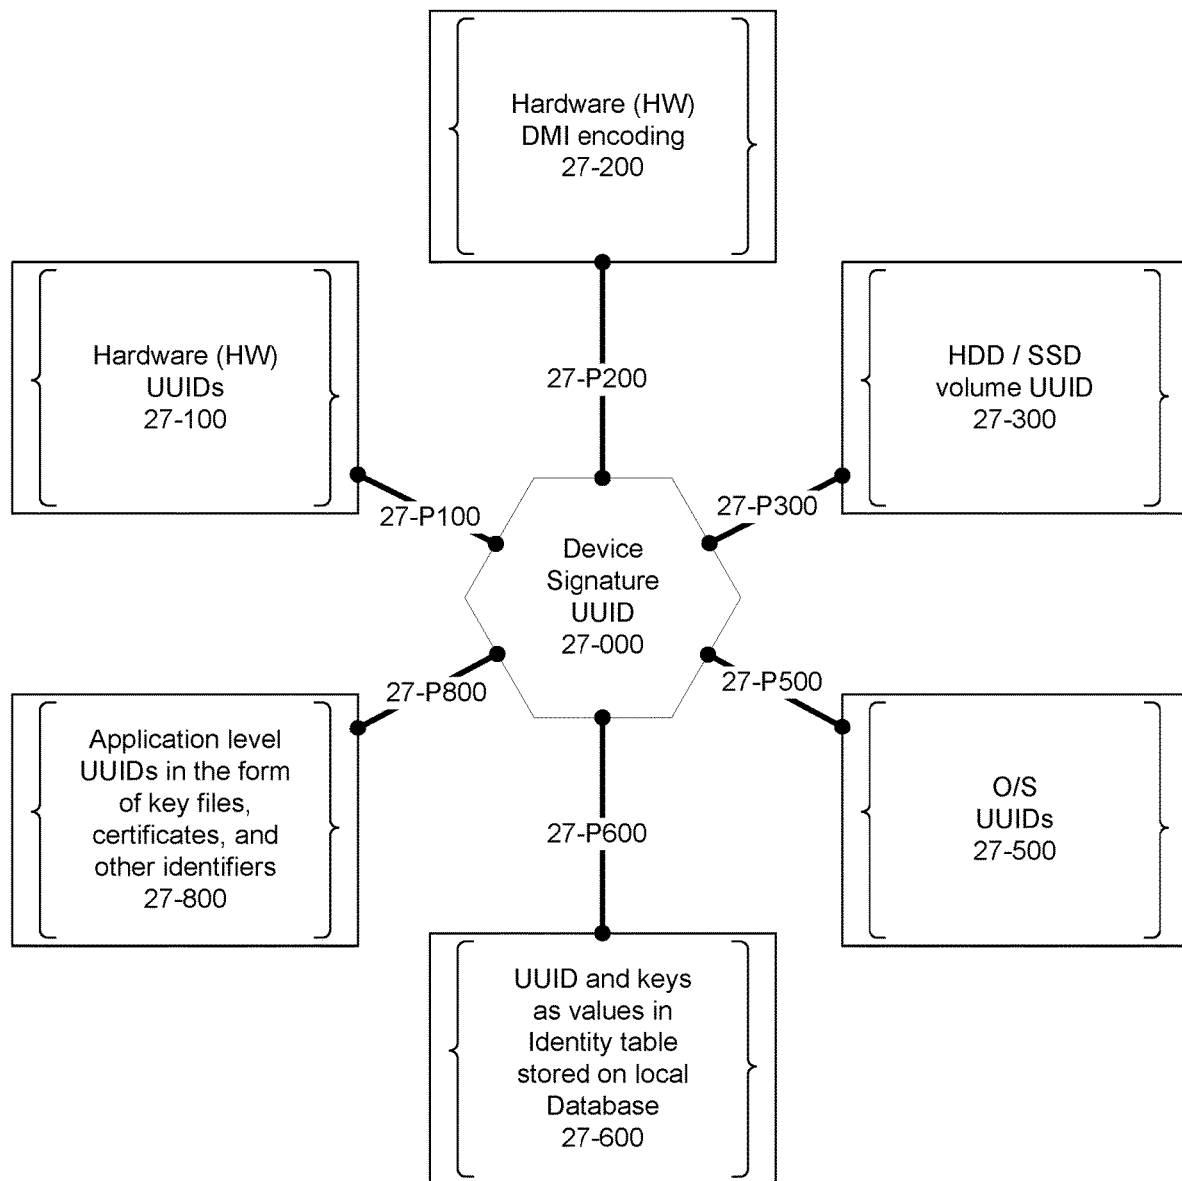 Hardware (HW)
DMI encoding
27-200
Hardware (HW)
UUIDs
27-100
27-P200
HDD / SSD
volume UUID
27-300
27-P100
27-P300
Device
Signature
UUID
27-000
27-P800
27-P500
Application level
UUIDs in the form
of key files,
certificates, and
other identifiers
27-800
27-P600
O/S
UUIDs
27-500
UUID and keys
as values in
Identity table
stored on local
Database
27-600